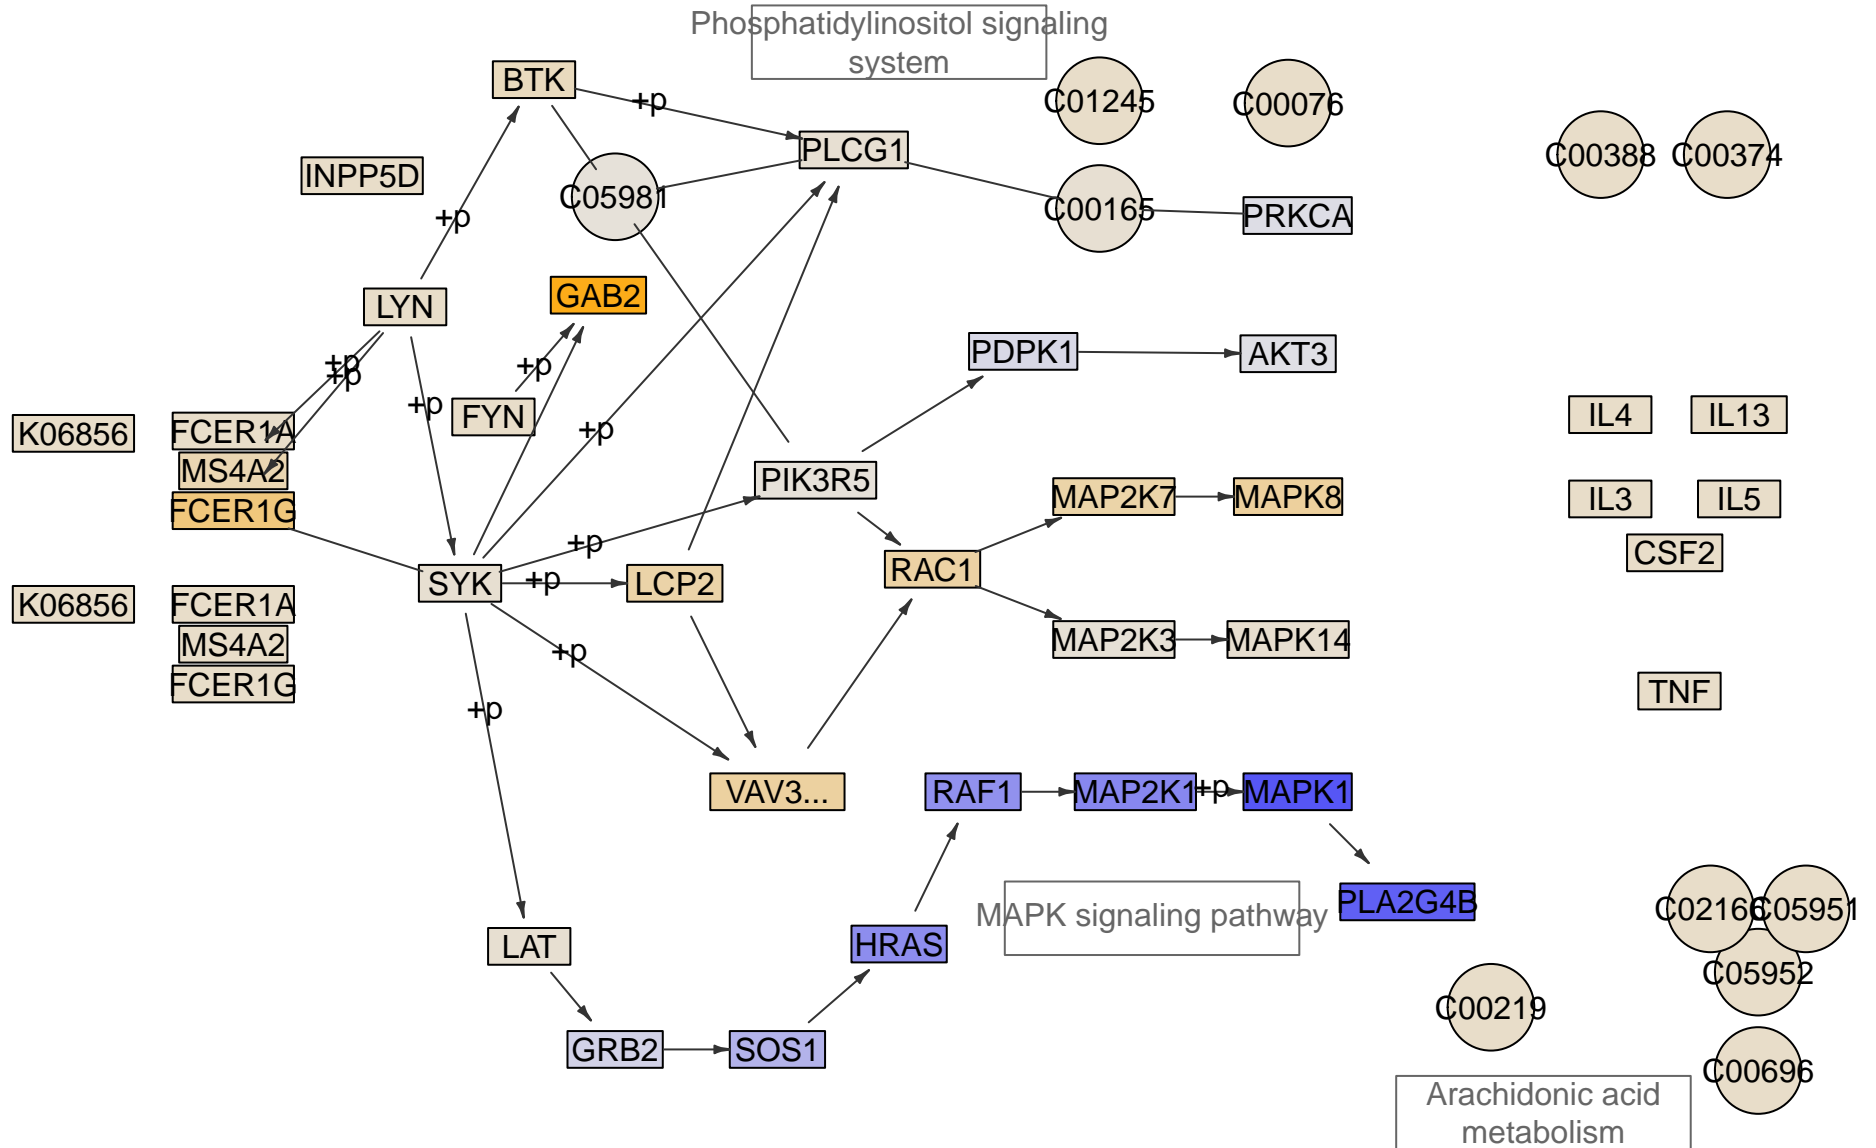 Phosphatidylinositol signaling
system
BTK
+p
C01245
C00076
PLCG1
C00388
C00374
INPP5D
C05981
C00165
PRKCA
+p
LYN
GAB2
PDPK1
AKT3
+p
+p
+p
+p
FYN
+p
IL4
IL13
K06856
FCER1A
MS4A2
FCER1G
PIK3R5
MAP2K7
MAPK8
IL3
IL5
+p
CSF2
SYK
+p
LCP2
RAC1
K06856
FCER1A
MS4A2
FCER1G
+p
MAP2K3
MAPK14
TNF
+p
VAV3...
RAF1
MAP2K1
+p
MAPK1
MAPK signaling pathway
PLA2G4B
C02166
C05951
C05952
LAT
HRAS
C00219
GRB2
SOS1
C00696
Arachidonic acid
metabolism